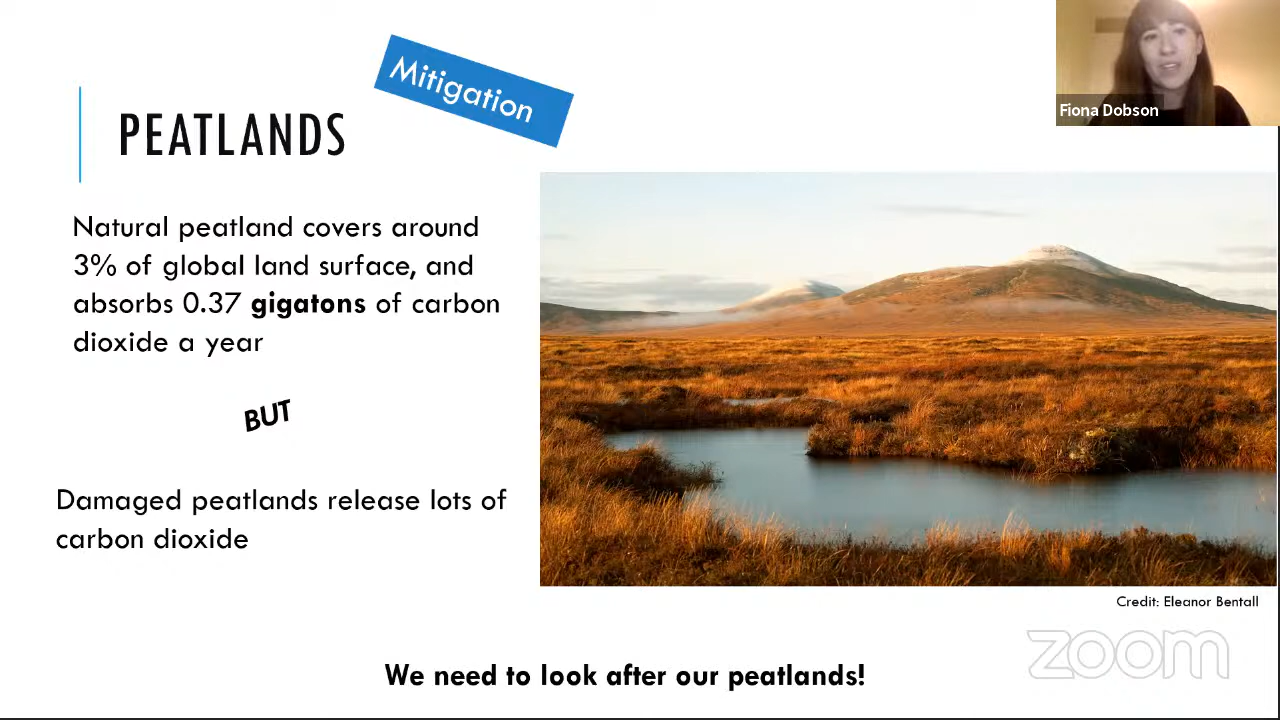 Mitigation
Fiona Dobson
PEATLANDS
Natural peatland covers around
3% of global land surface, and
absorbs 0.37 gigatons of carbon
dioxide a year
BUT
Damaged peatlands release lots of
carbon dioxide
Credit: Eleanor Bentall
zoom
We need to look after our peatlands!